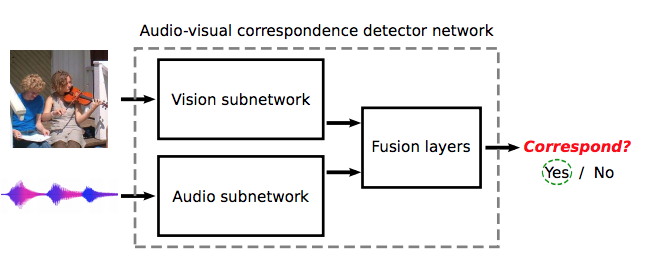 Audio-visual correspondence detector network
Vision subnetwork
Audio subnetwork
Fusion layers
Correspond?
Yes / No